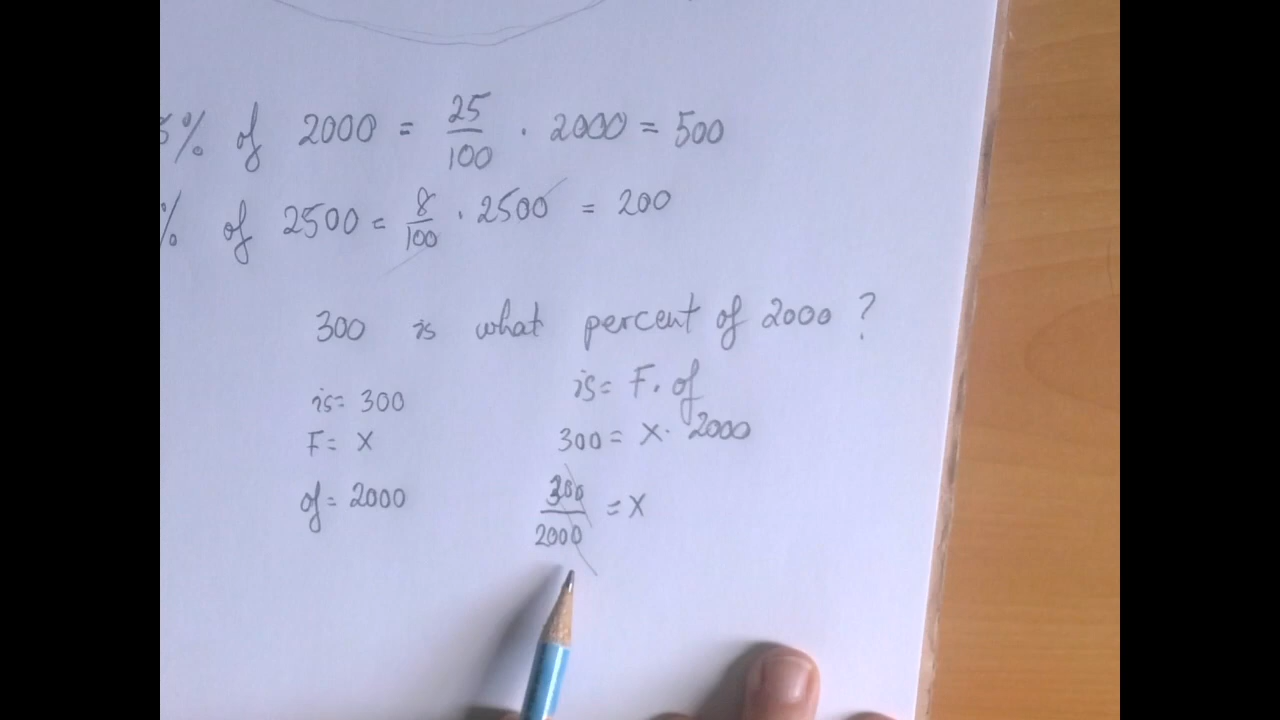 5% of 2000 = 25/100 · 2000 = 500
% of 2500 = 8/100 · 2500 = 200
300 is what percent of 2000 ?
is = F. of
is= 300
300 = X· 2000
F= X
300/2000 = X
of = 2000